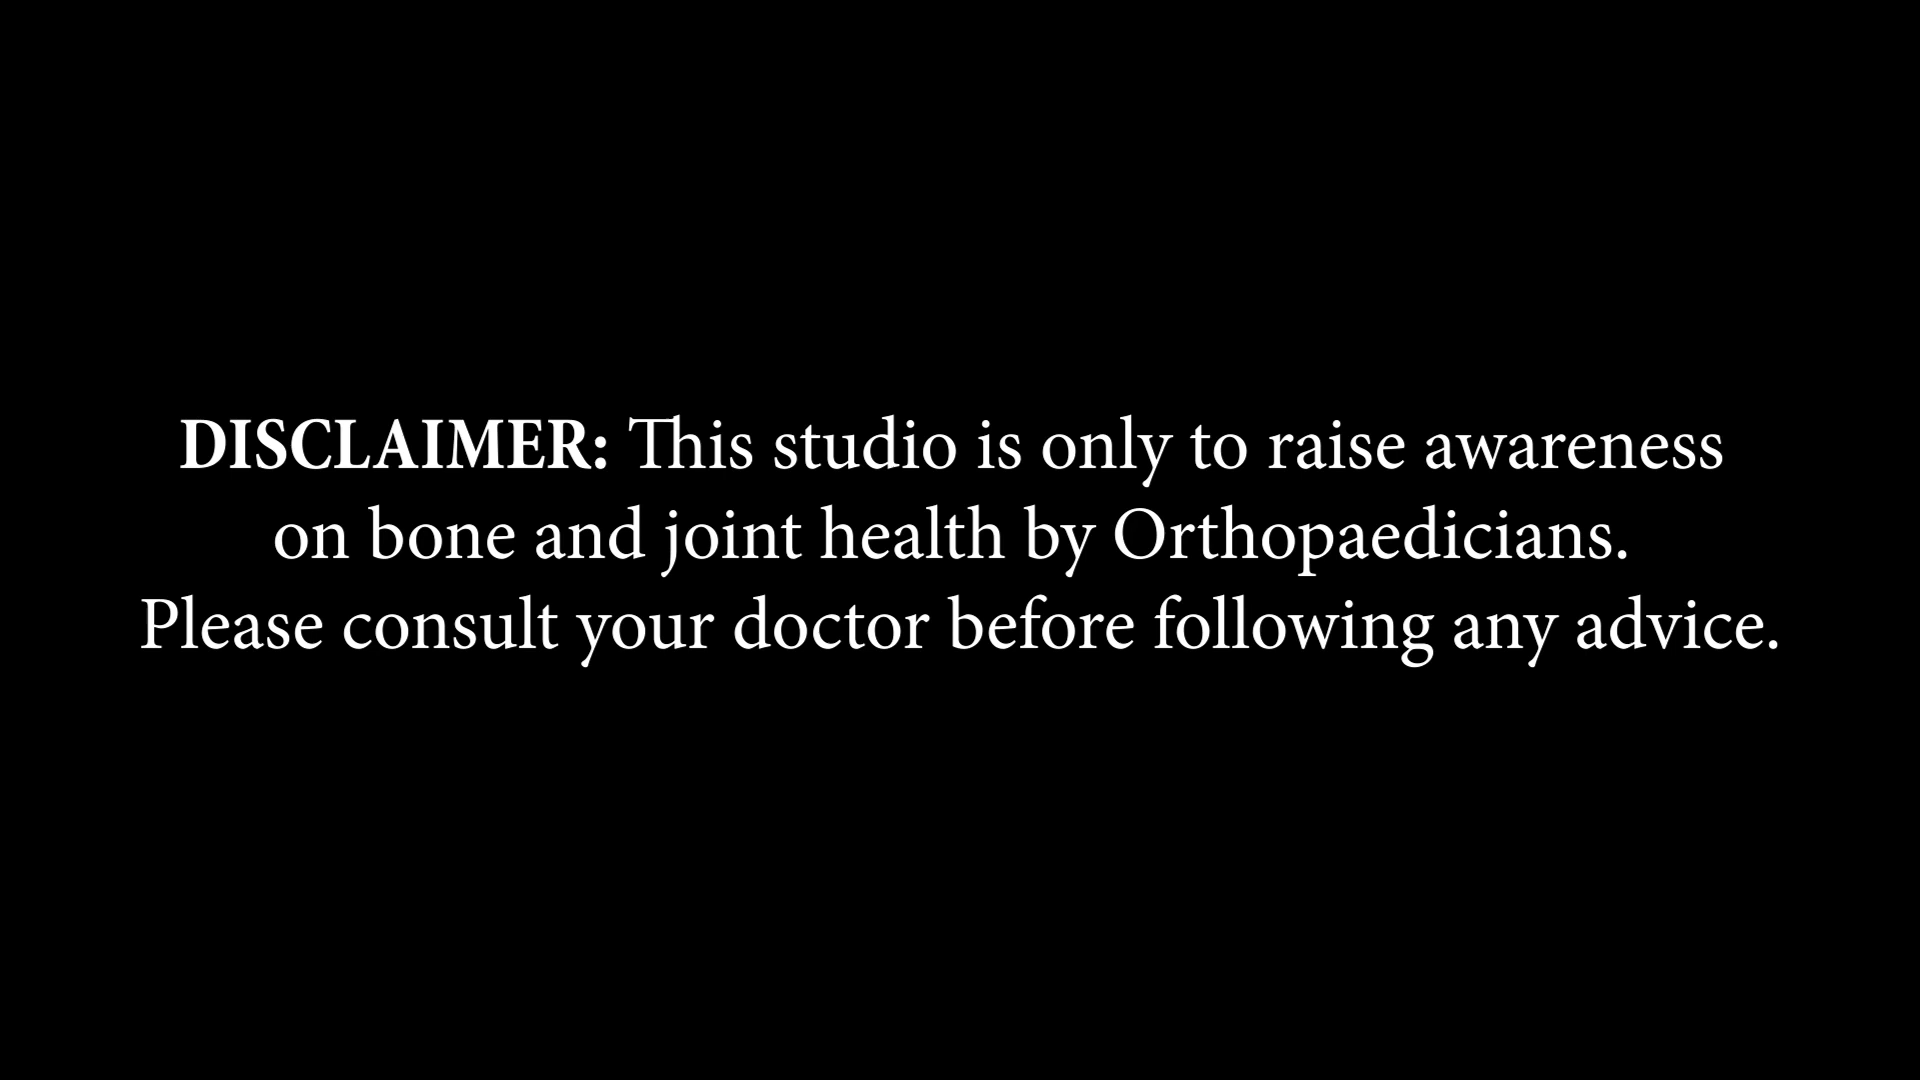 DISCLAIMER: This studio is only to raise awareness
on bone and joint health by Orthopaedicians.
Please consult your doctor before following any advice.